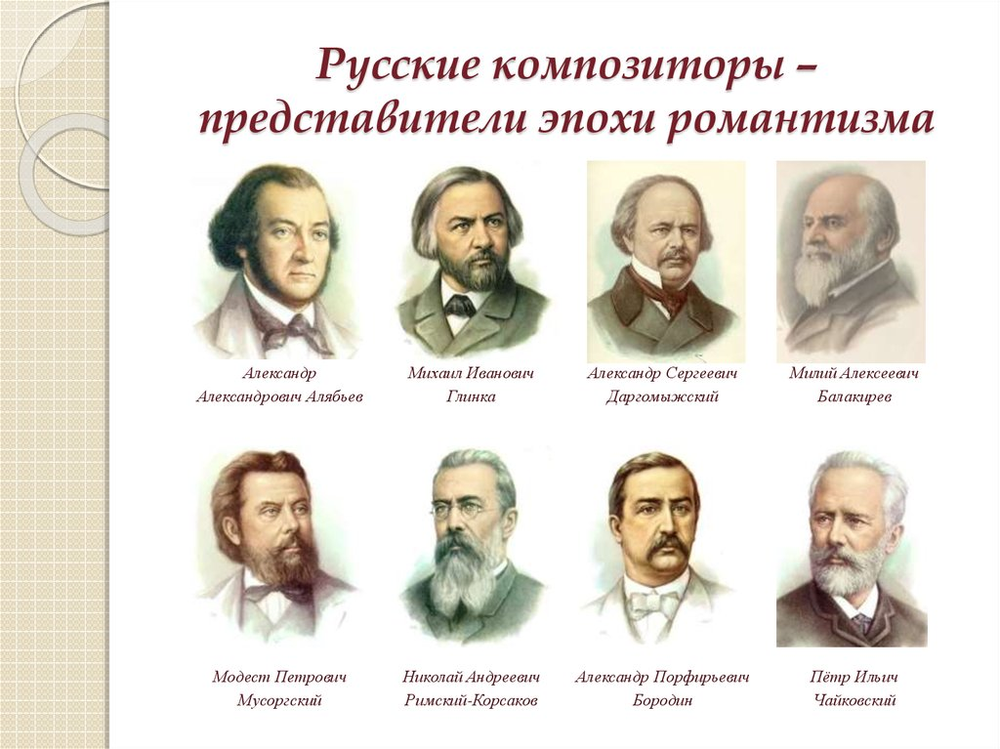 Русские композиторы –
представители эпохи романтизма
Александр
Александрович Алябьев
Михаил Иванович
Глинка
Александр Сергеевич
Даргомыжский
Милий Алексеевич
Балакирев
Модест Петрович
Мусоргский
Николай Андреевич
Римский-Корсаков
Александр Порфирьевич
Бородин
Пётр Ильич
Чайковский